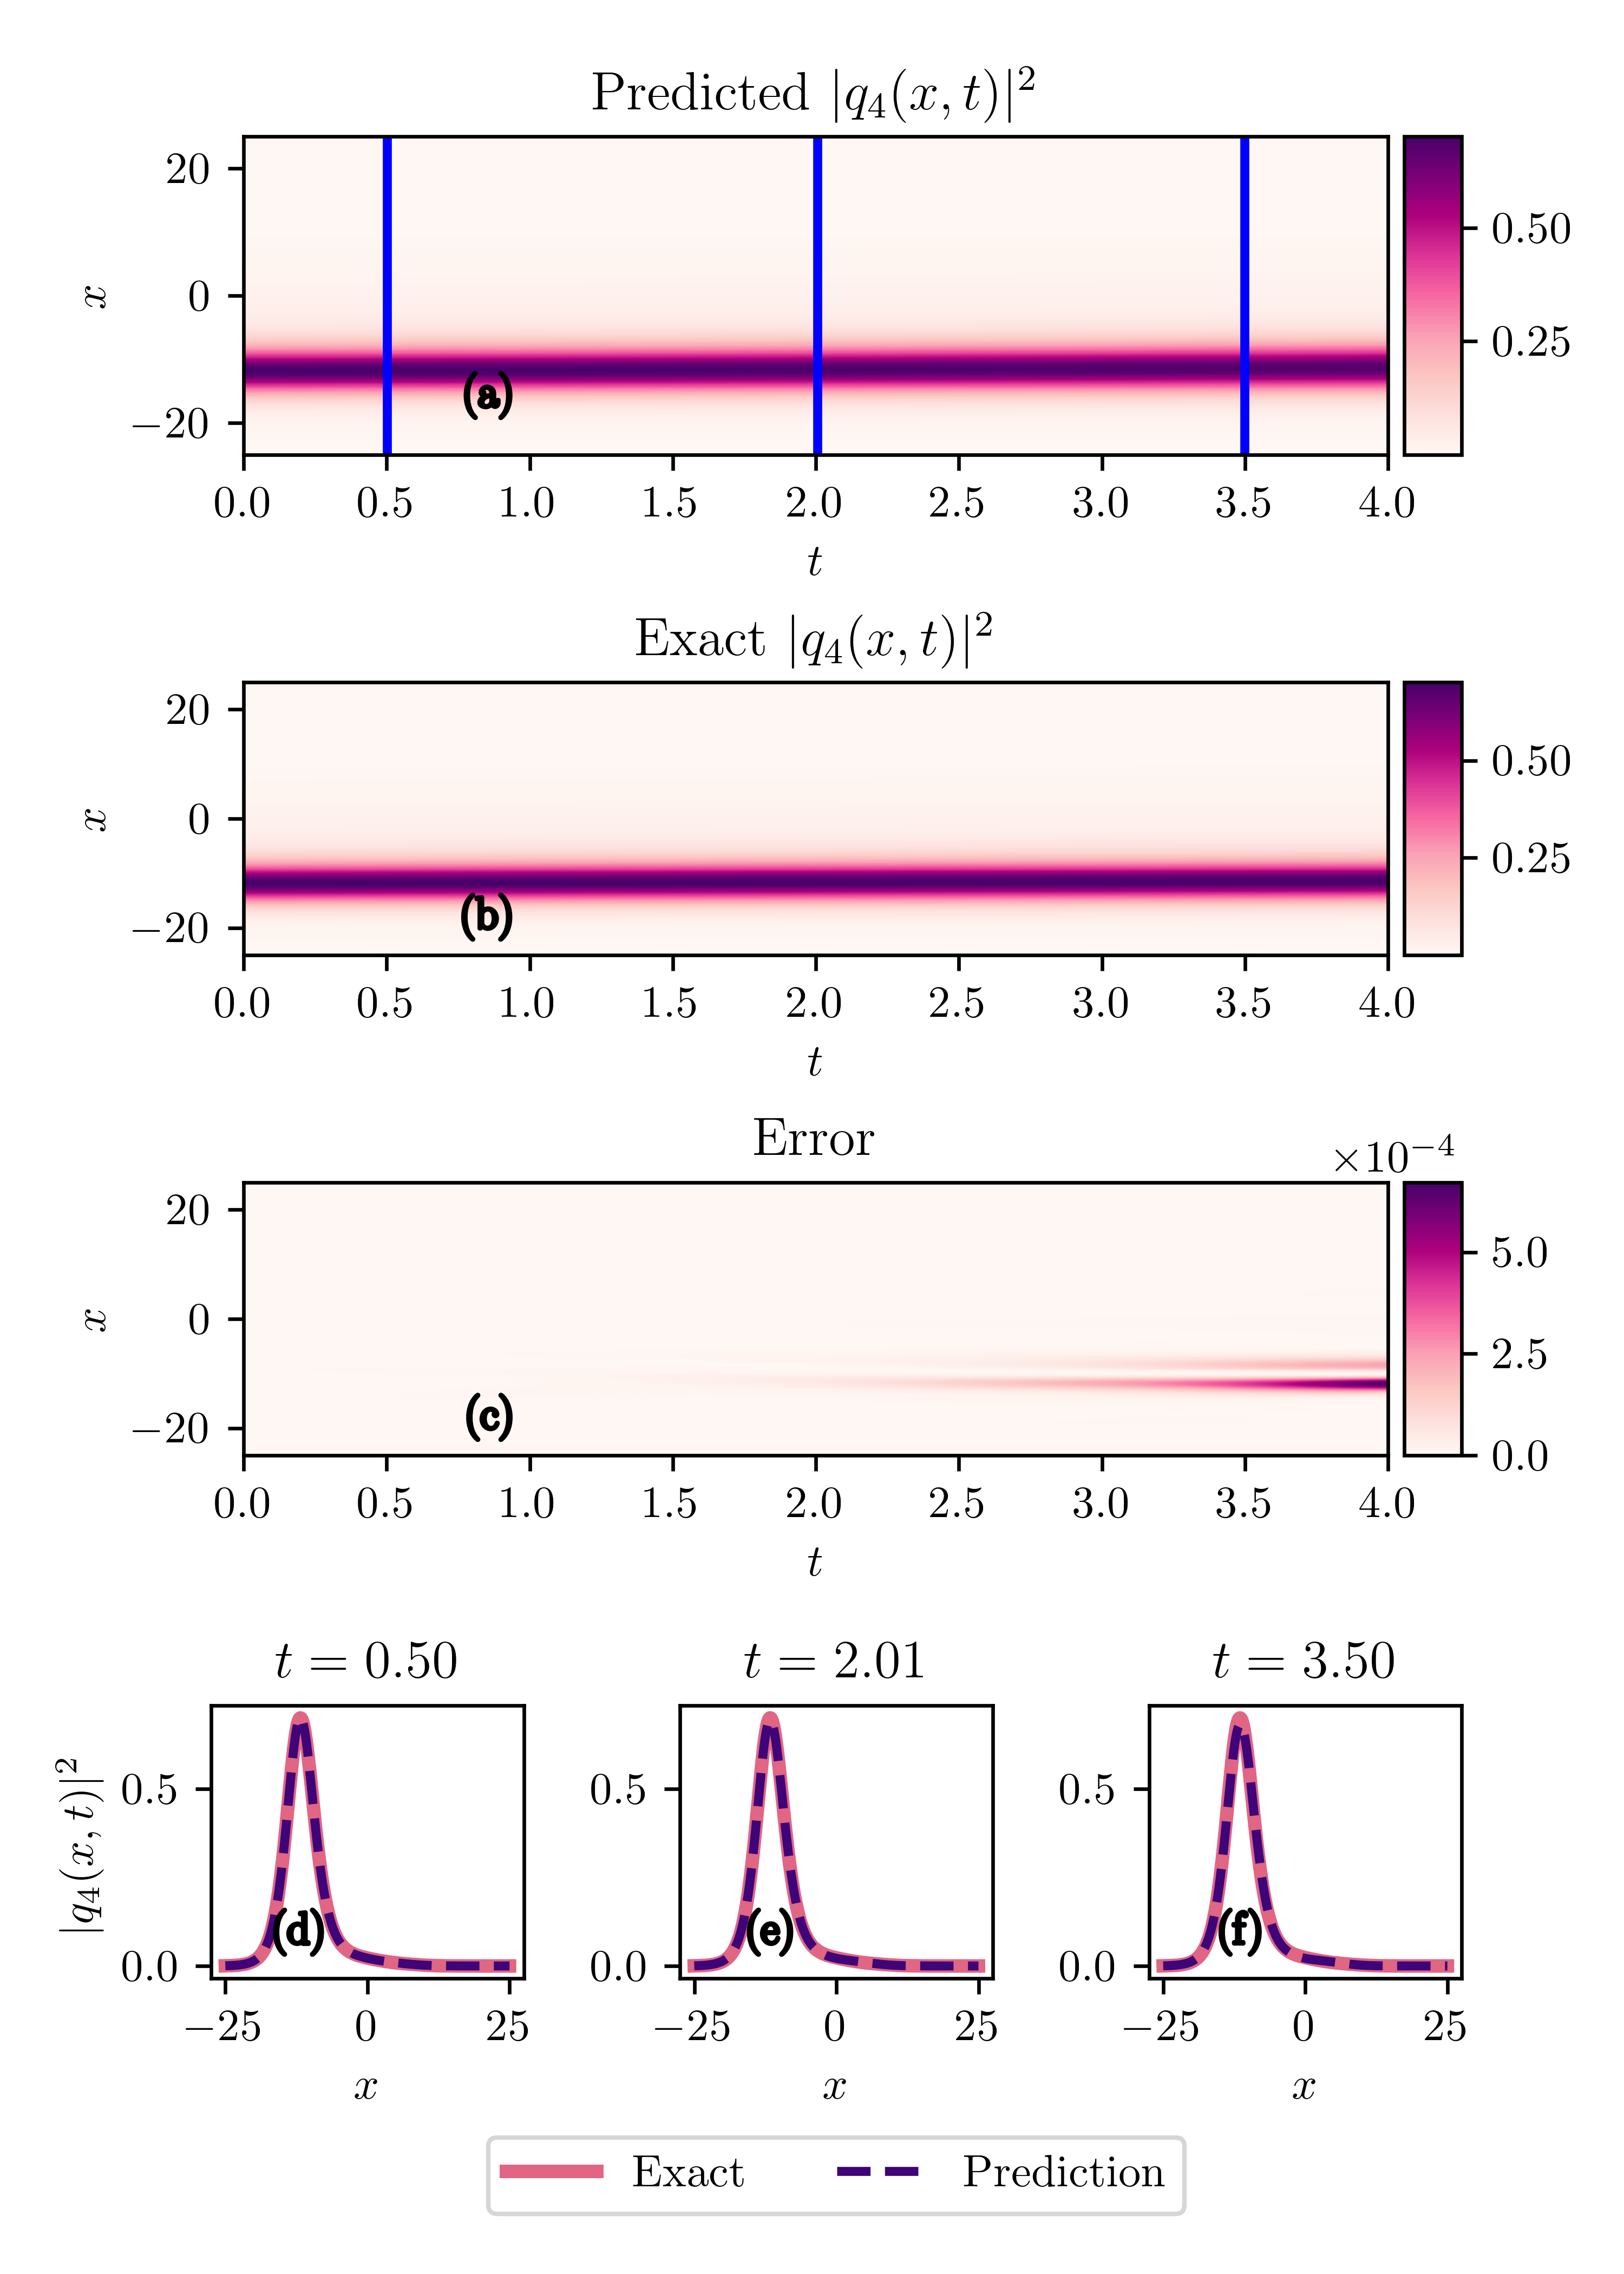 Predicted |q₄(x, t)|²
20
0
−20
x
0.50
0.25
(a)
0.0 0.5 1.0 1.5 2.0 2.5 3.0 3.5 4.0
t
Exact |q₄(x, t)|²
20
0
−20
x
0.50
0.25
(b)
0.0 0.5 1.0 1.5 2.0 2.5 3.0 3.5 4.0
t
Error
×10⁻⁴
20
0
−20
x
5.0
2.5
0.0
(c)
0.0 0.5 1.0 1.5 2.0 2.5 3.0 3.5 4.0
t
t = 0.50 t = 2.01 t = 3.50
|q₄(x, t)|²
0.5 0.5 0.5
(d) (e) (f)
0.0 0.0 0.0
−25 0 25 −25 0 25 −25 0 25
x x x
Exact Prediction